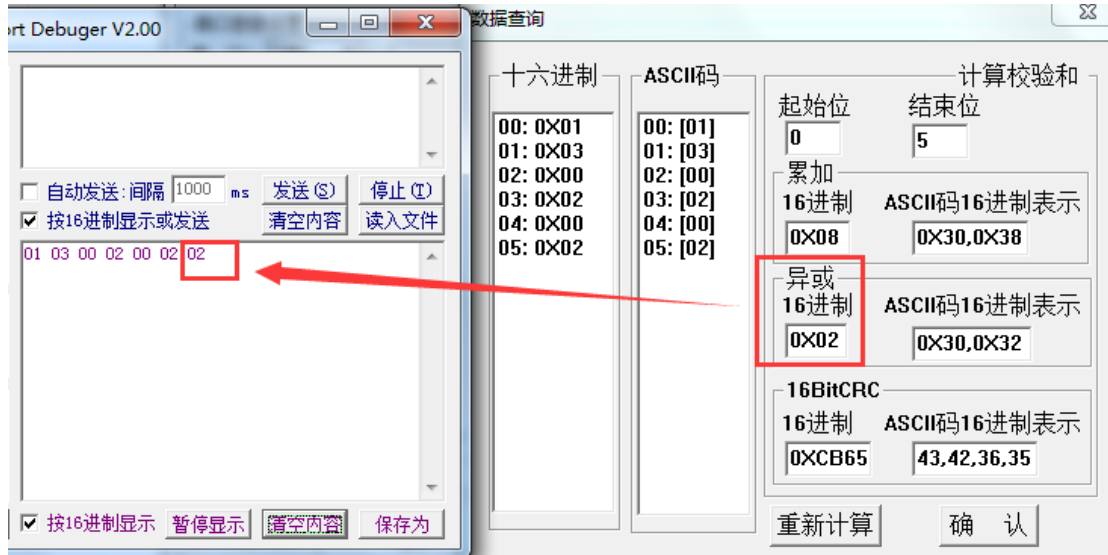 ort Debuger V2.00
自动发送:间隔 1000 ms 发送(S) 停止(T)
按16进制显示或发送 清空内容 读入文件
01 03 00 02 00 02 02
按16进制显示 暂停显示 清空内容 保存为
数据查询
十六进制
00: 0X01
01: 0X03
02: 0X00
03: 0X02
04: 0X00
05: 0X02
ASCII码
00: [01]
01: [03]
02: [00]
03: [02]
04: [00]
05: [02]
计算校验和
起始位 结束位
0 5
累加
16进制 ASCII码16进制表示
0X08 0X30,0X38
异或
16进制 ASCII码16进制表示
0X02 0X30,0X32
16BitCRC
16进制 ASCII码16进制表示
0XCB65 43,42,36,35
重新计算 确 认